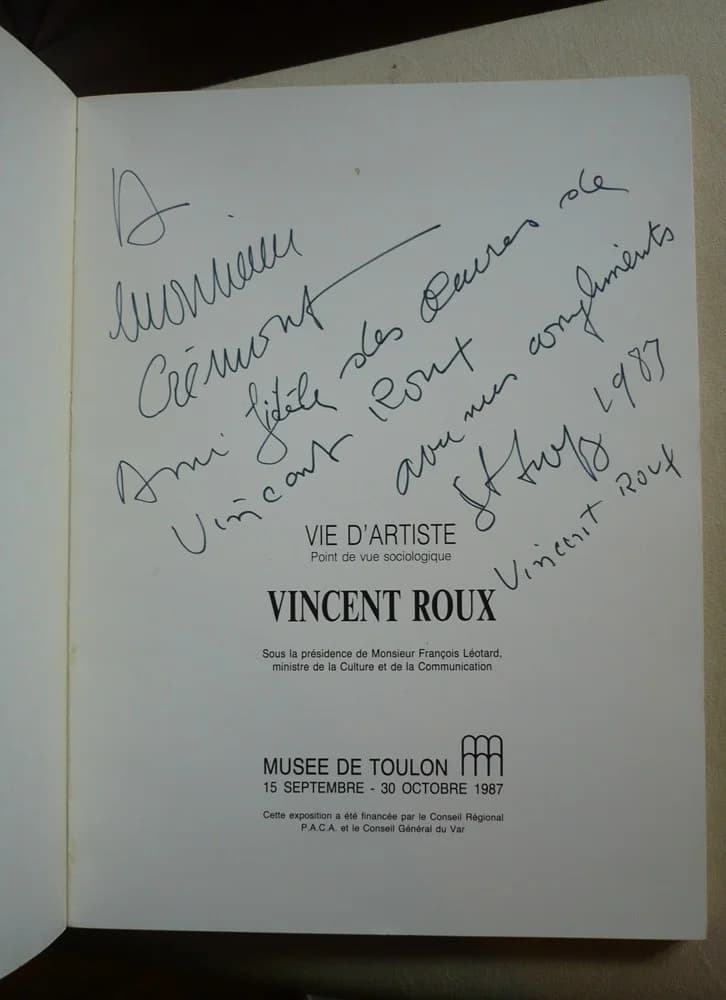 A
Monsieur
Crémont
Ami fidèle des Œuvres de
Vincent Roux
avec mes compliments
St Trop 1987
Vincent Roux
VIE D'ARTISTE
Point de vue sociologique
VINCENT ROUX
Sous la présidence de Monsieur François Léotard,
ministre de la Culture et de la Communication
MUSEE DE TOULON
15 SEPTEMBRE - 30 OCTOBRE 1987
Cette exposition a été financée par le Conseil Régional
P.A.C.A. et le Conseil Général du Var